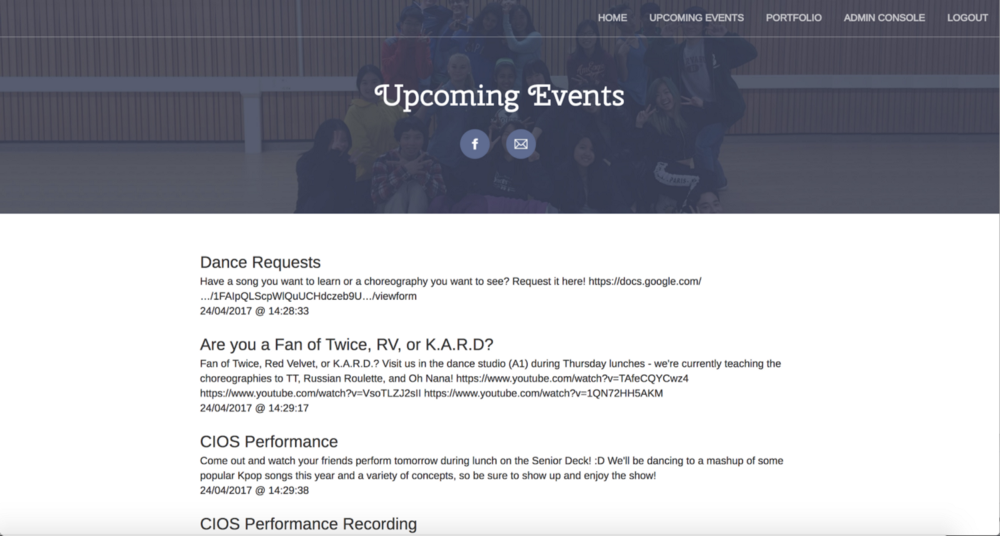 HOME UPCOMING EVENTS PORTFOLIO ADMIN CONSOLE LOGOUT
Upcoming Events
Dance Requests
Have a song you want to learn or a choreography you want to see? Request it here! https://docs.google.com/
…/1FAIpQLScpWlQuUCHdczeb9U…/viewform
24/04/2017 @ 14:28:33
Are you a Fan of Twice, RV, or K.A.R.D?
Fan of Twice, Red Velvet, or K.A.R.D.? Visit us in the dance studio (A1) during Thursday lunches - we're currently teaching the
choreographies to TT, Russian Roulette, and Oh Nana! https://www.youtube.com/watch?v=TAfeCQYCwz4
https://www.youtube.com/watch?v=VsoTLZJ2sII https://www.youtube.com/watch?v=1QN72HH5AKM
24/04/2017 @ 14:29:17
CIOS Performance
Come out and watch your friends perform tomorrow during lunch on the Senior Deck! :D We'll be dancing to a mashup of some
popular Kpop songs this year and a variety of concepts, so be sure to show up and enjoy the show!
24/04/2017 @ 14:29:38
CIOS Performance Recording